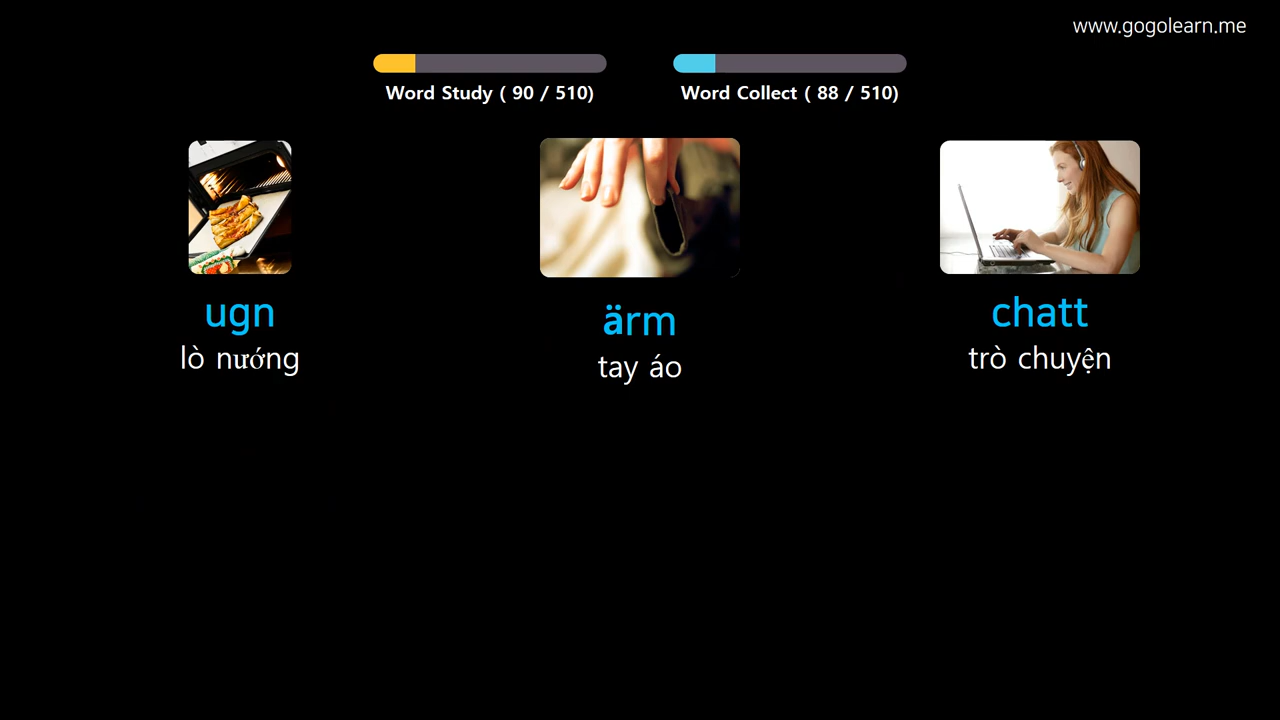 www.gogolearn.me
Word Study ( 90 / 510)
Word Collect ( 88 / 510)
ugn
lò nướng
ärm
tay áo
chatt
trò chuyện